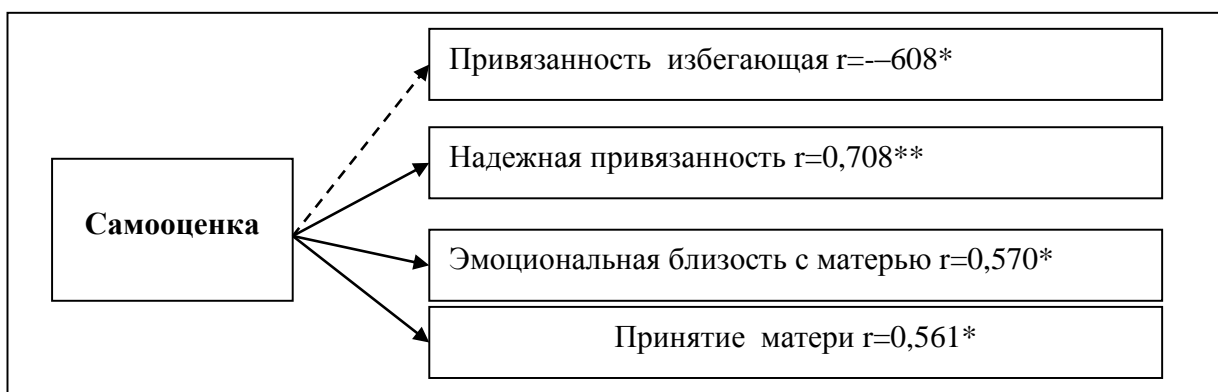 Привязанность избегающая r=-–608*
Надежная привязанность r=0,708**
Самооценка
Эмоциональная близость с матерью r=0,570*
Принятие матери r=0,561*